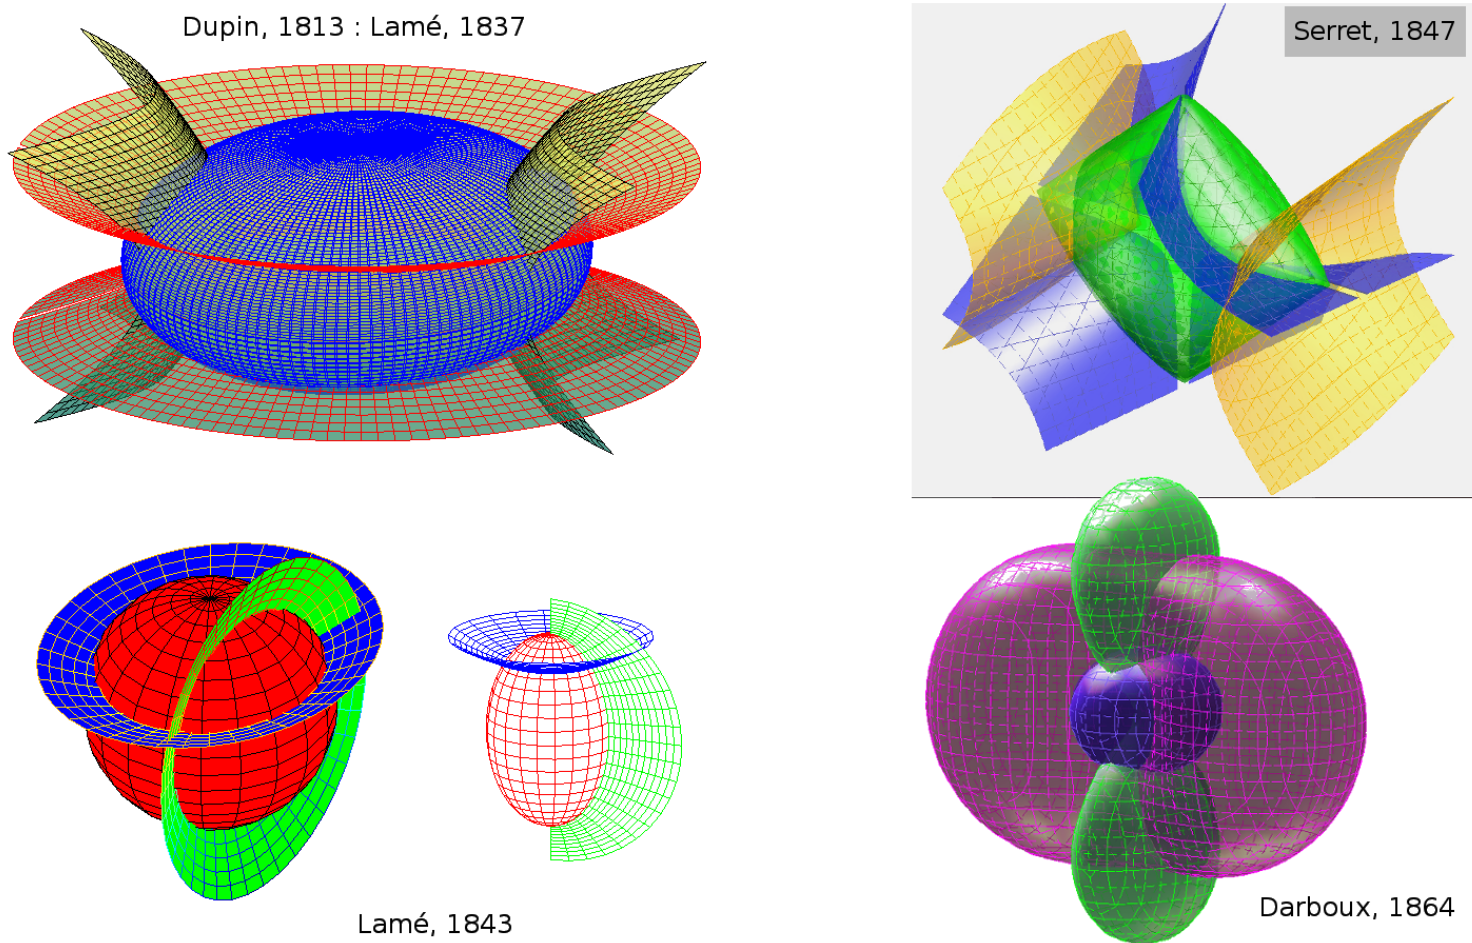 Dupin, 1813 : Lamé, 1837
Serret, 1847
Lamé, 1843
Darboux, 1864